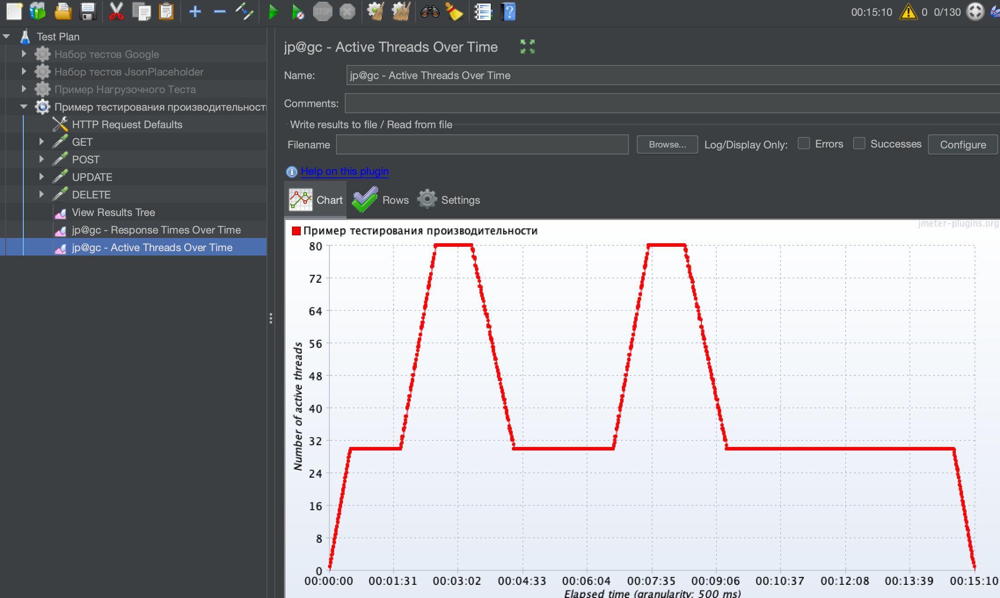 STOP
00:15:10 0 0/130
Test Plan
Набор тестов Google
Набор тестов JsonPlaceholder
Пример Нагрузочного Теста
Пример тестирования производительност
HTTP Request Defaults
GET
POST
UPDATE
DELETE
View Results Tree
jp@gc - Response Times Over Time
jp@gc - Active Threads Over Time
jp@gc - Active Threads Over Time
Name: jp@gc - Active Threads Over Time
Comments:
Write results to file / Read from file
Filename Browse... Log/Display Only: Errors Successes Configure
Help on this plugin
Chart Rows Settings
jmeter-plugins.org
Пример тестирования производительности
80
72
64
56
48
40
32
24
16
8
0
Number of active threads
00:00:00 00:01:31 00:03:02 00:04:33 00:06:04 00:07:35 00:09:06 00:10:37 00:12:08 00:13:39 00:15:10
Elapsed time (granularity: 500 ms)